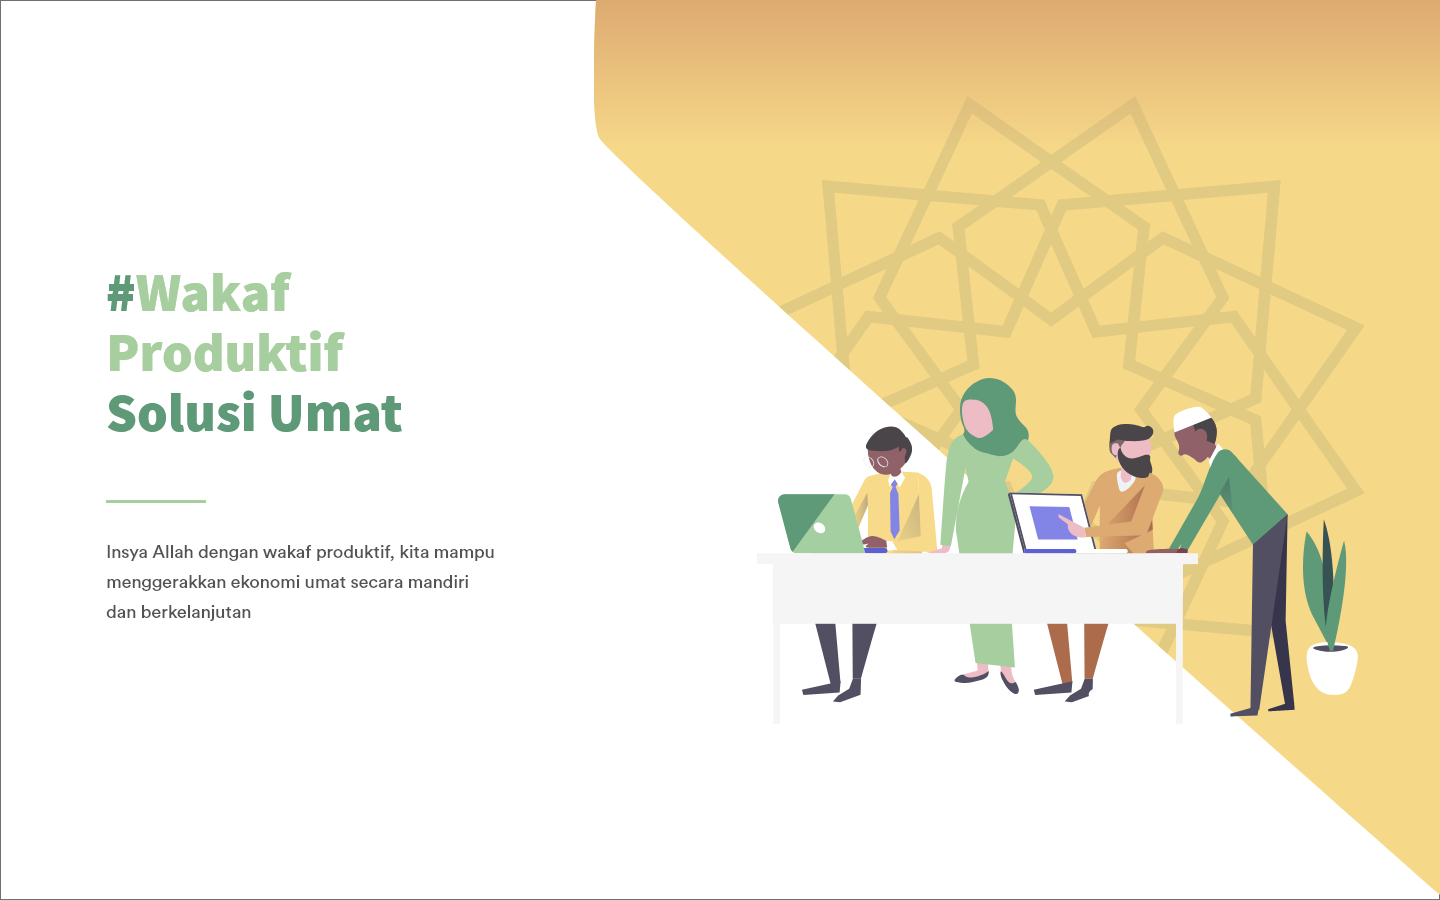 #Wakaf
Produktif
Solusi Umat
Insya Allah dengan wakaf produktif, kita mampu
menggerakkan ekonomi umat secara mandiri
dan berkelanjutan